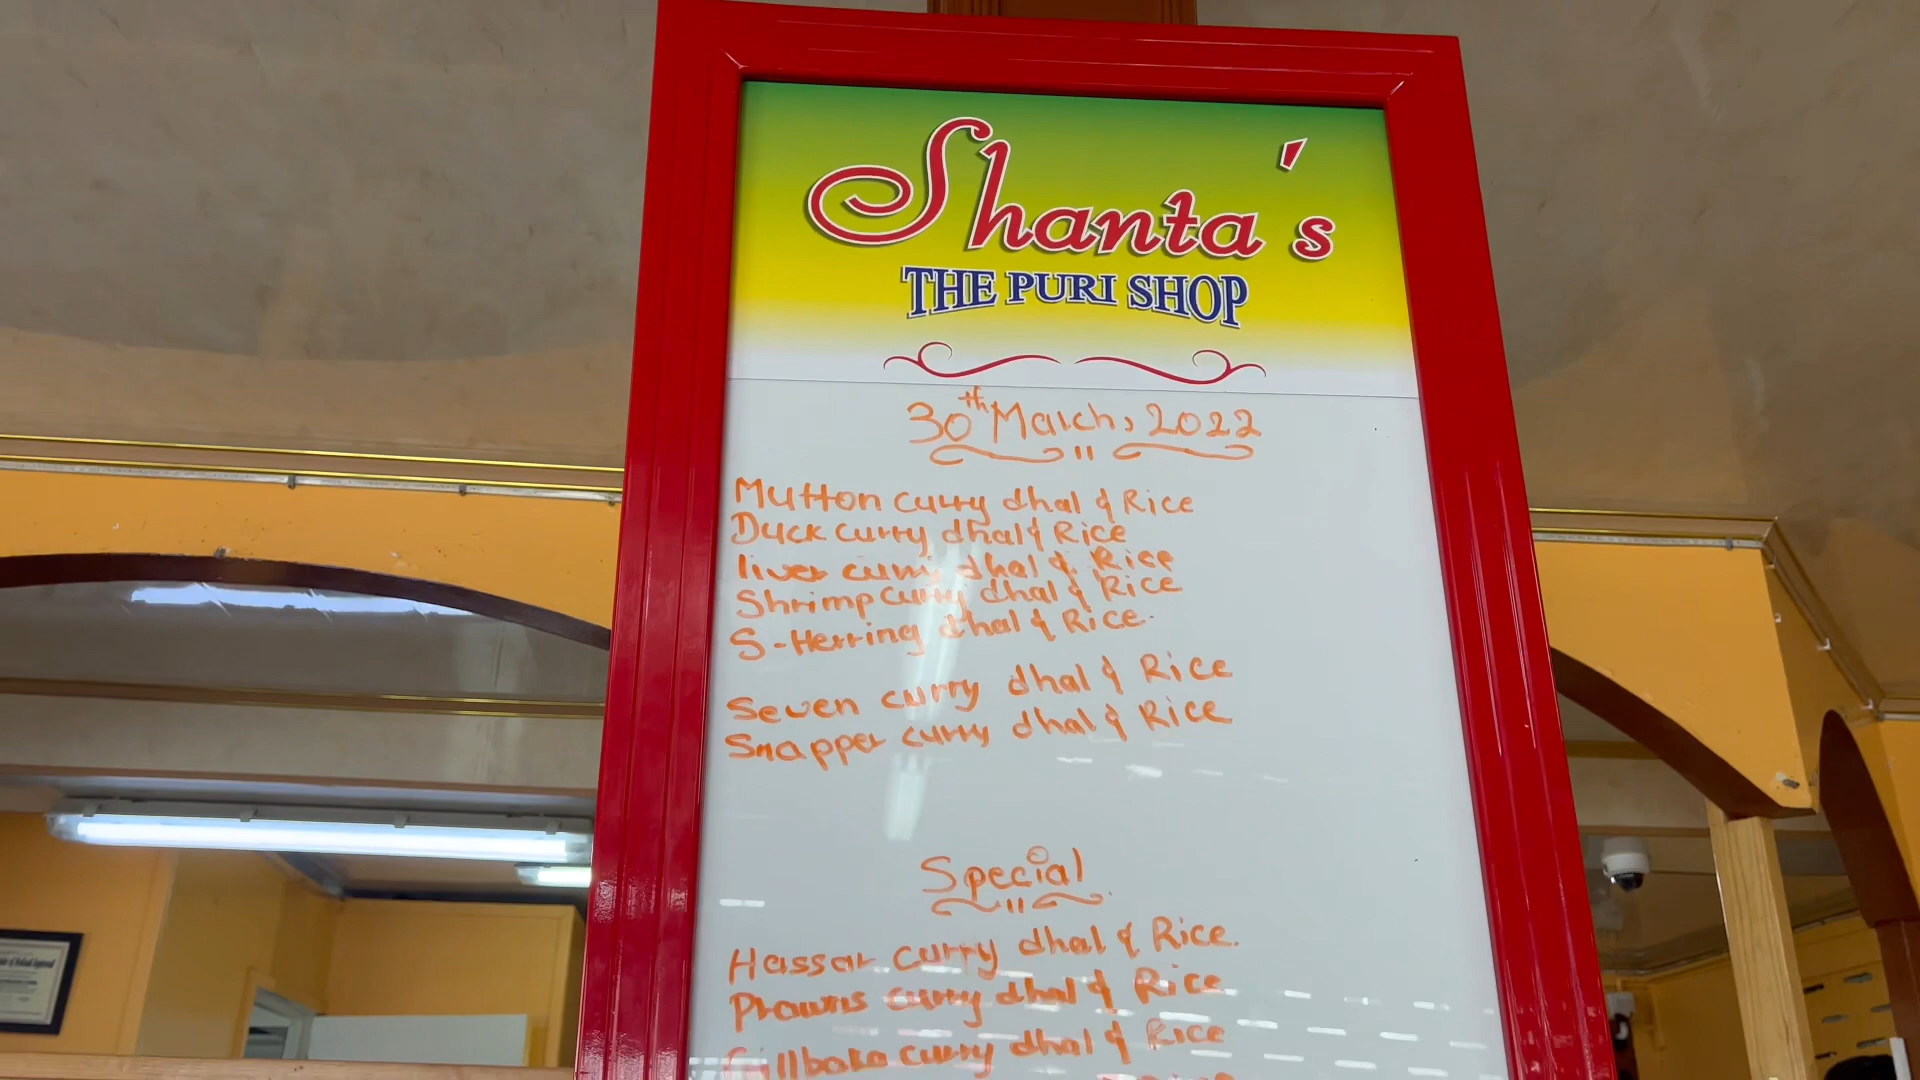 Shanta's
THE PURI SHOP
30th March, 2022
Mutton curry dhal & Rice
Duck curry dhal & Rice
liver curry dhal & Rice
Shrimp curry dhal & Rice
S-Herring dhal & Rice.
Seven curry dhal & Rice
Snapper curry dhal & Rice
Special
Hassar curry dhal & Rice.
Prawns curry dhal & Rice
Gillbaka curry dhal & Rice